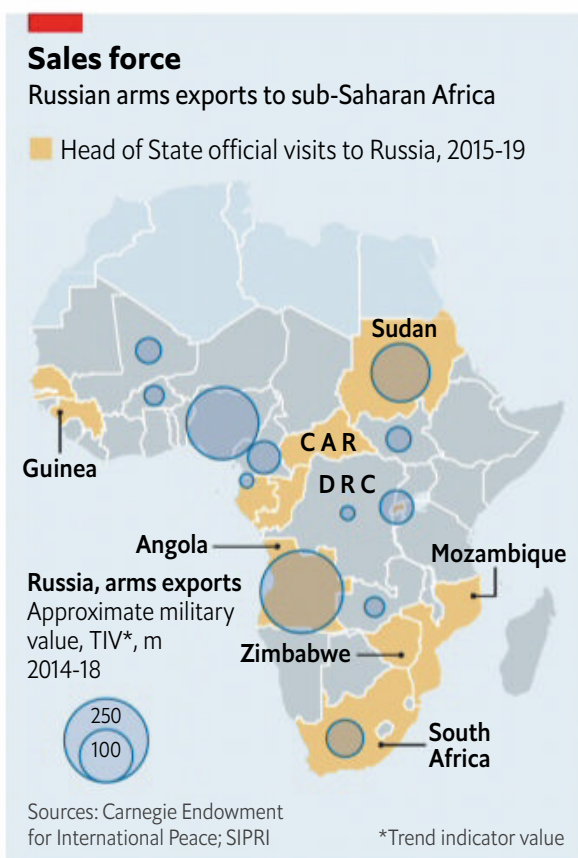 Sales force
Russian arms exports to sub-Saharan Africa
Head of State official visits to Russia, 2015-19
Sudan
CAR
Guinea
DRC
Angola
Mozambique
Russia, arms exports
Approximate military
value, TIV*, m
2014-18
Zimbabwe
250
100
South
Africa
Sources: Carnegie Endowment
for International Peace; SIPRI
*Trend indicator value